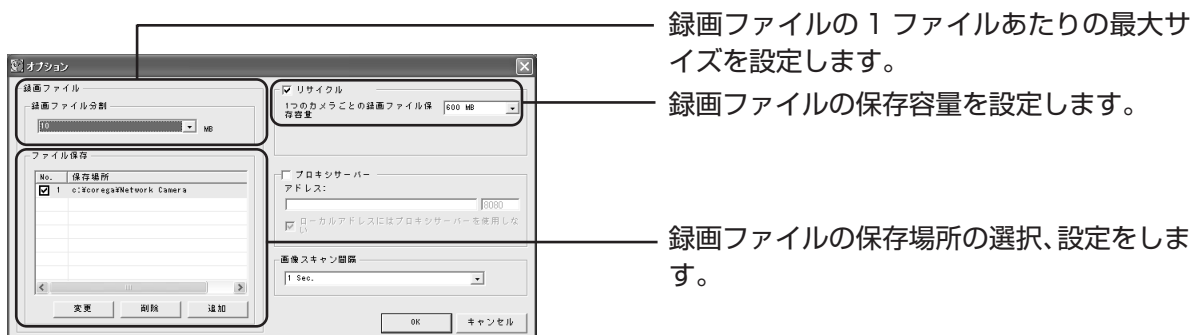 録画ファイルの 1 ファイルあたりの最大サ
イズを設定します。
録画ファイルの保存容量を設定します。
録画ファイルの保存場所の選択、設定をしま
す。
オプション
録画ファイル
録画ファイル分割
10 MB
ファイル保存
No. 保存場所
1 c:¥corega¥Network Camera
変更 削除 追加
リサイクル
1つのカメラごとの録画ファイル保
存容量
600 MB
プロキシサーバー
アドレス:
8080
ローカルアドレスにはプロキシサーバーを使用しな
い
画像スキャン間隔
1 Sec.
OK キャンセル